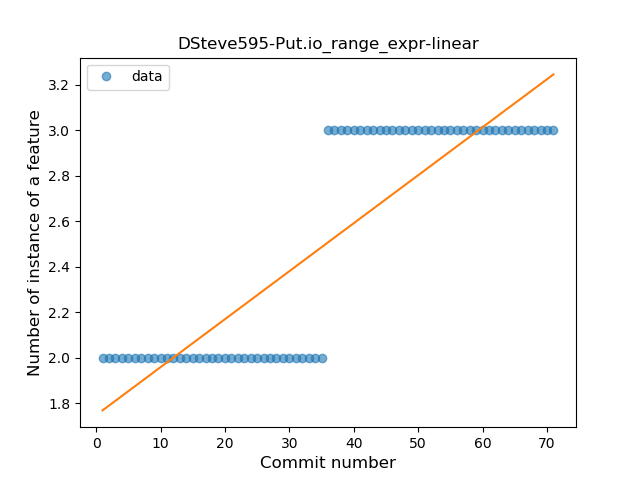 DSteve595-Put.io_range_expr-linear
data
Number of instance of a feature
3.2
3.0
2.8
2.6
2.4
2.2
2.0
1.8
0 10 20 30 40 50 60 70
Commit number